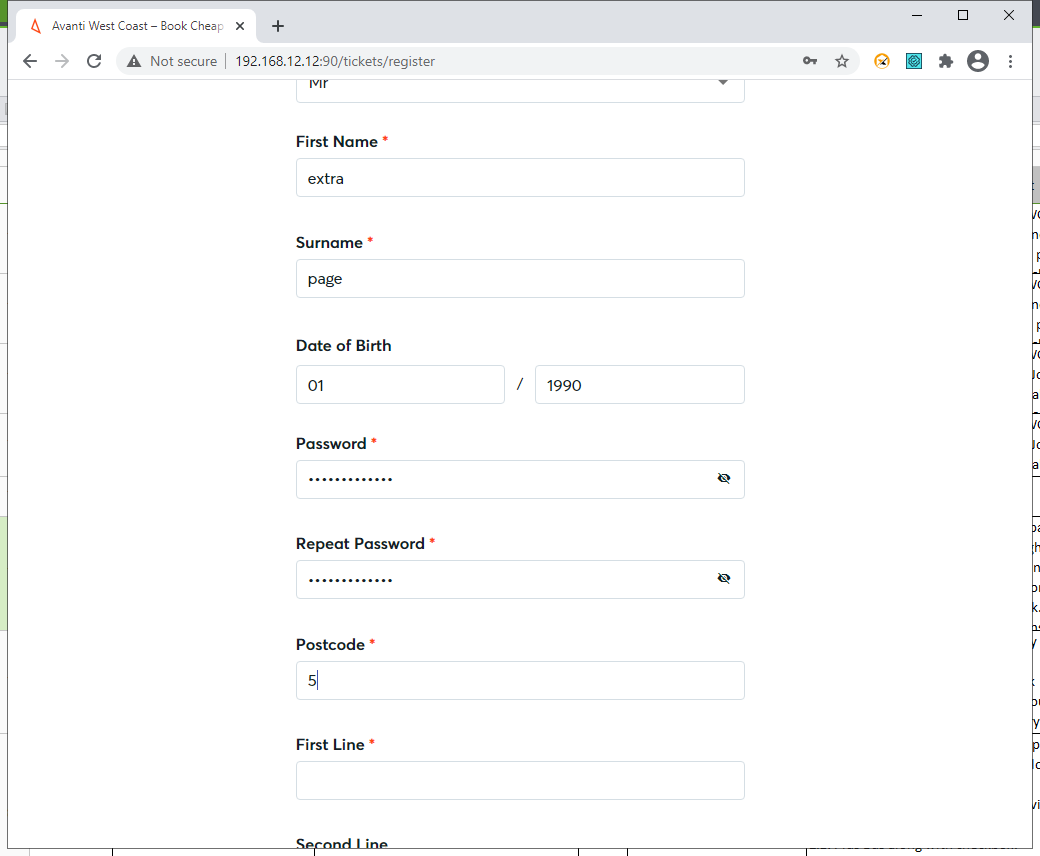 Avanti West Coast – Book Cheap
Not secure 192.168.12.12:90/tickets/register
Mr
First Name *
extra
Surname *
page
Date of Birth
01 / 1990
Password *
•••••••••••••
Repeat Password *
•••••••••••••
Postcode *
5
First Line *
Second Line